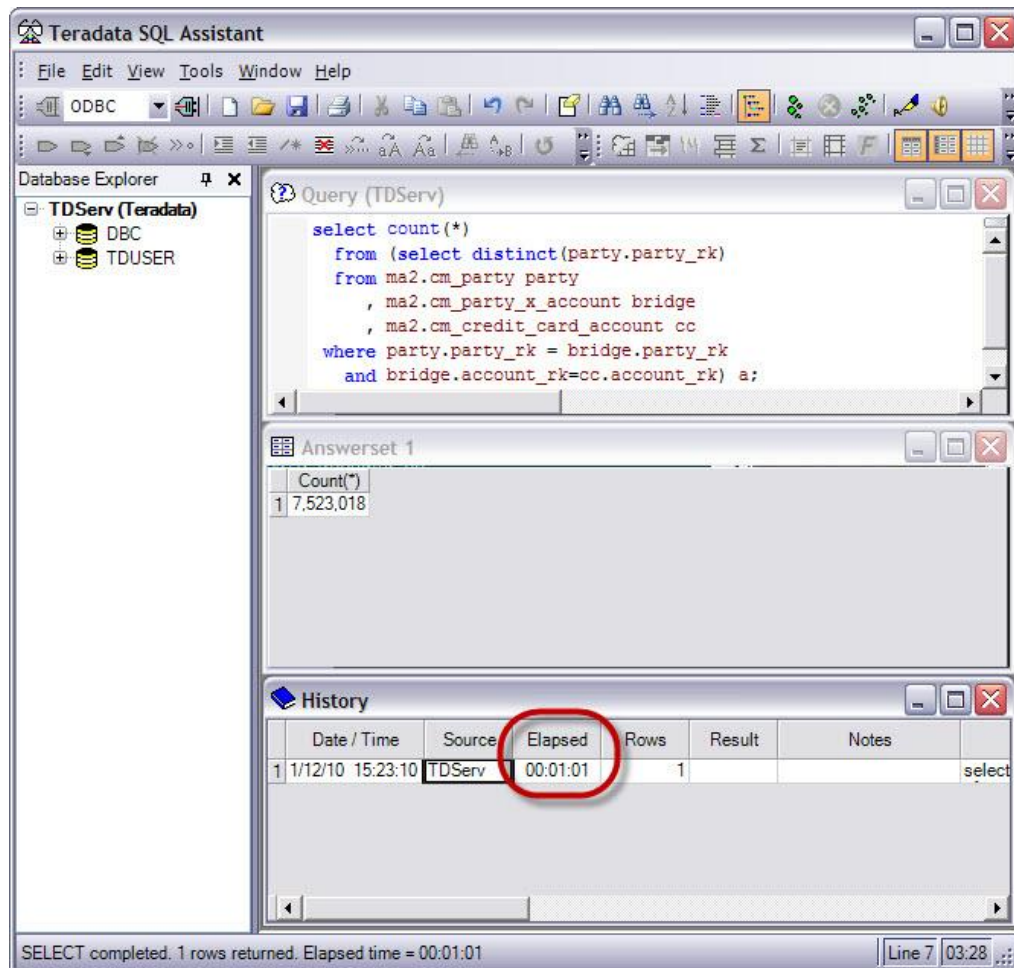 Teradata SQL Assistant
File Edit View Tools Window Help
ODBC
Database Explorer
TDServ (Teradata)
DBC
TDUSER
Query (TDServ)
select count(*)
from (select distinct(party.party_rk)
from ma2.cm_party party
, ma2.cm_party_x_account bridge
, ma2.cm_credit_card_account cc
where party.party_rk = bridge.party_rk
and bridge.account_rk=cc.account_rk) a;
Answerset 1
Count(*)
1 7,523,018
History
Date / Time Source Elapsed Rows Result Notes
1 1/12/10 15:23:10 TDServ 00:01:01 1 select
SELECT completed. 1 rows returned. Elapsed time = 00:01:01
Line 7 03:28